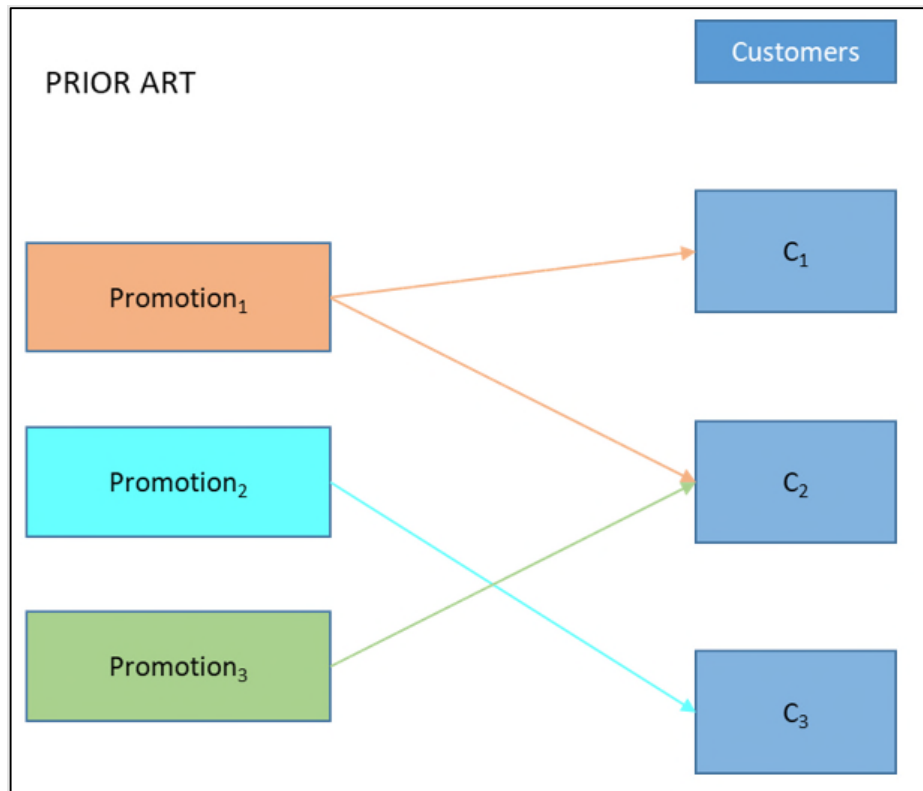 Customers
PRIOR ART
C₁
Promotion₁
C₂
Promotion₂
Promotion₃
C₃